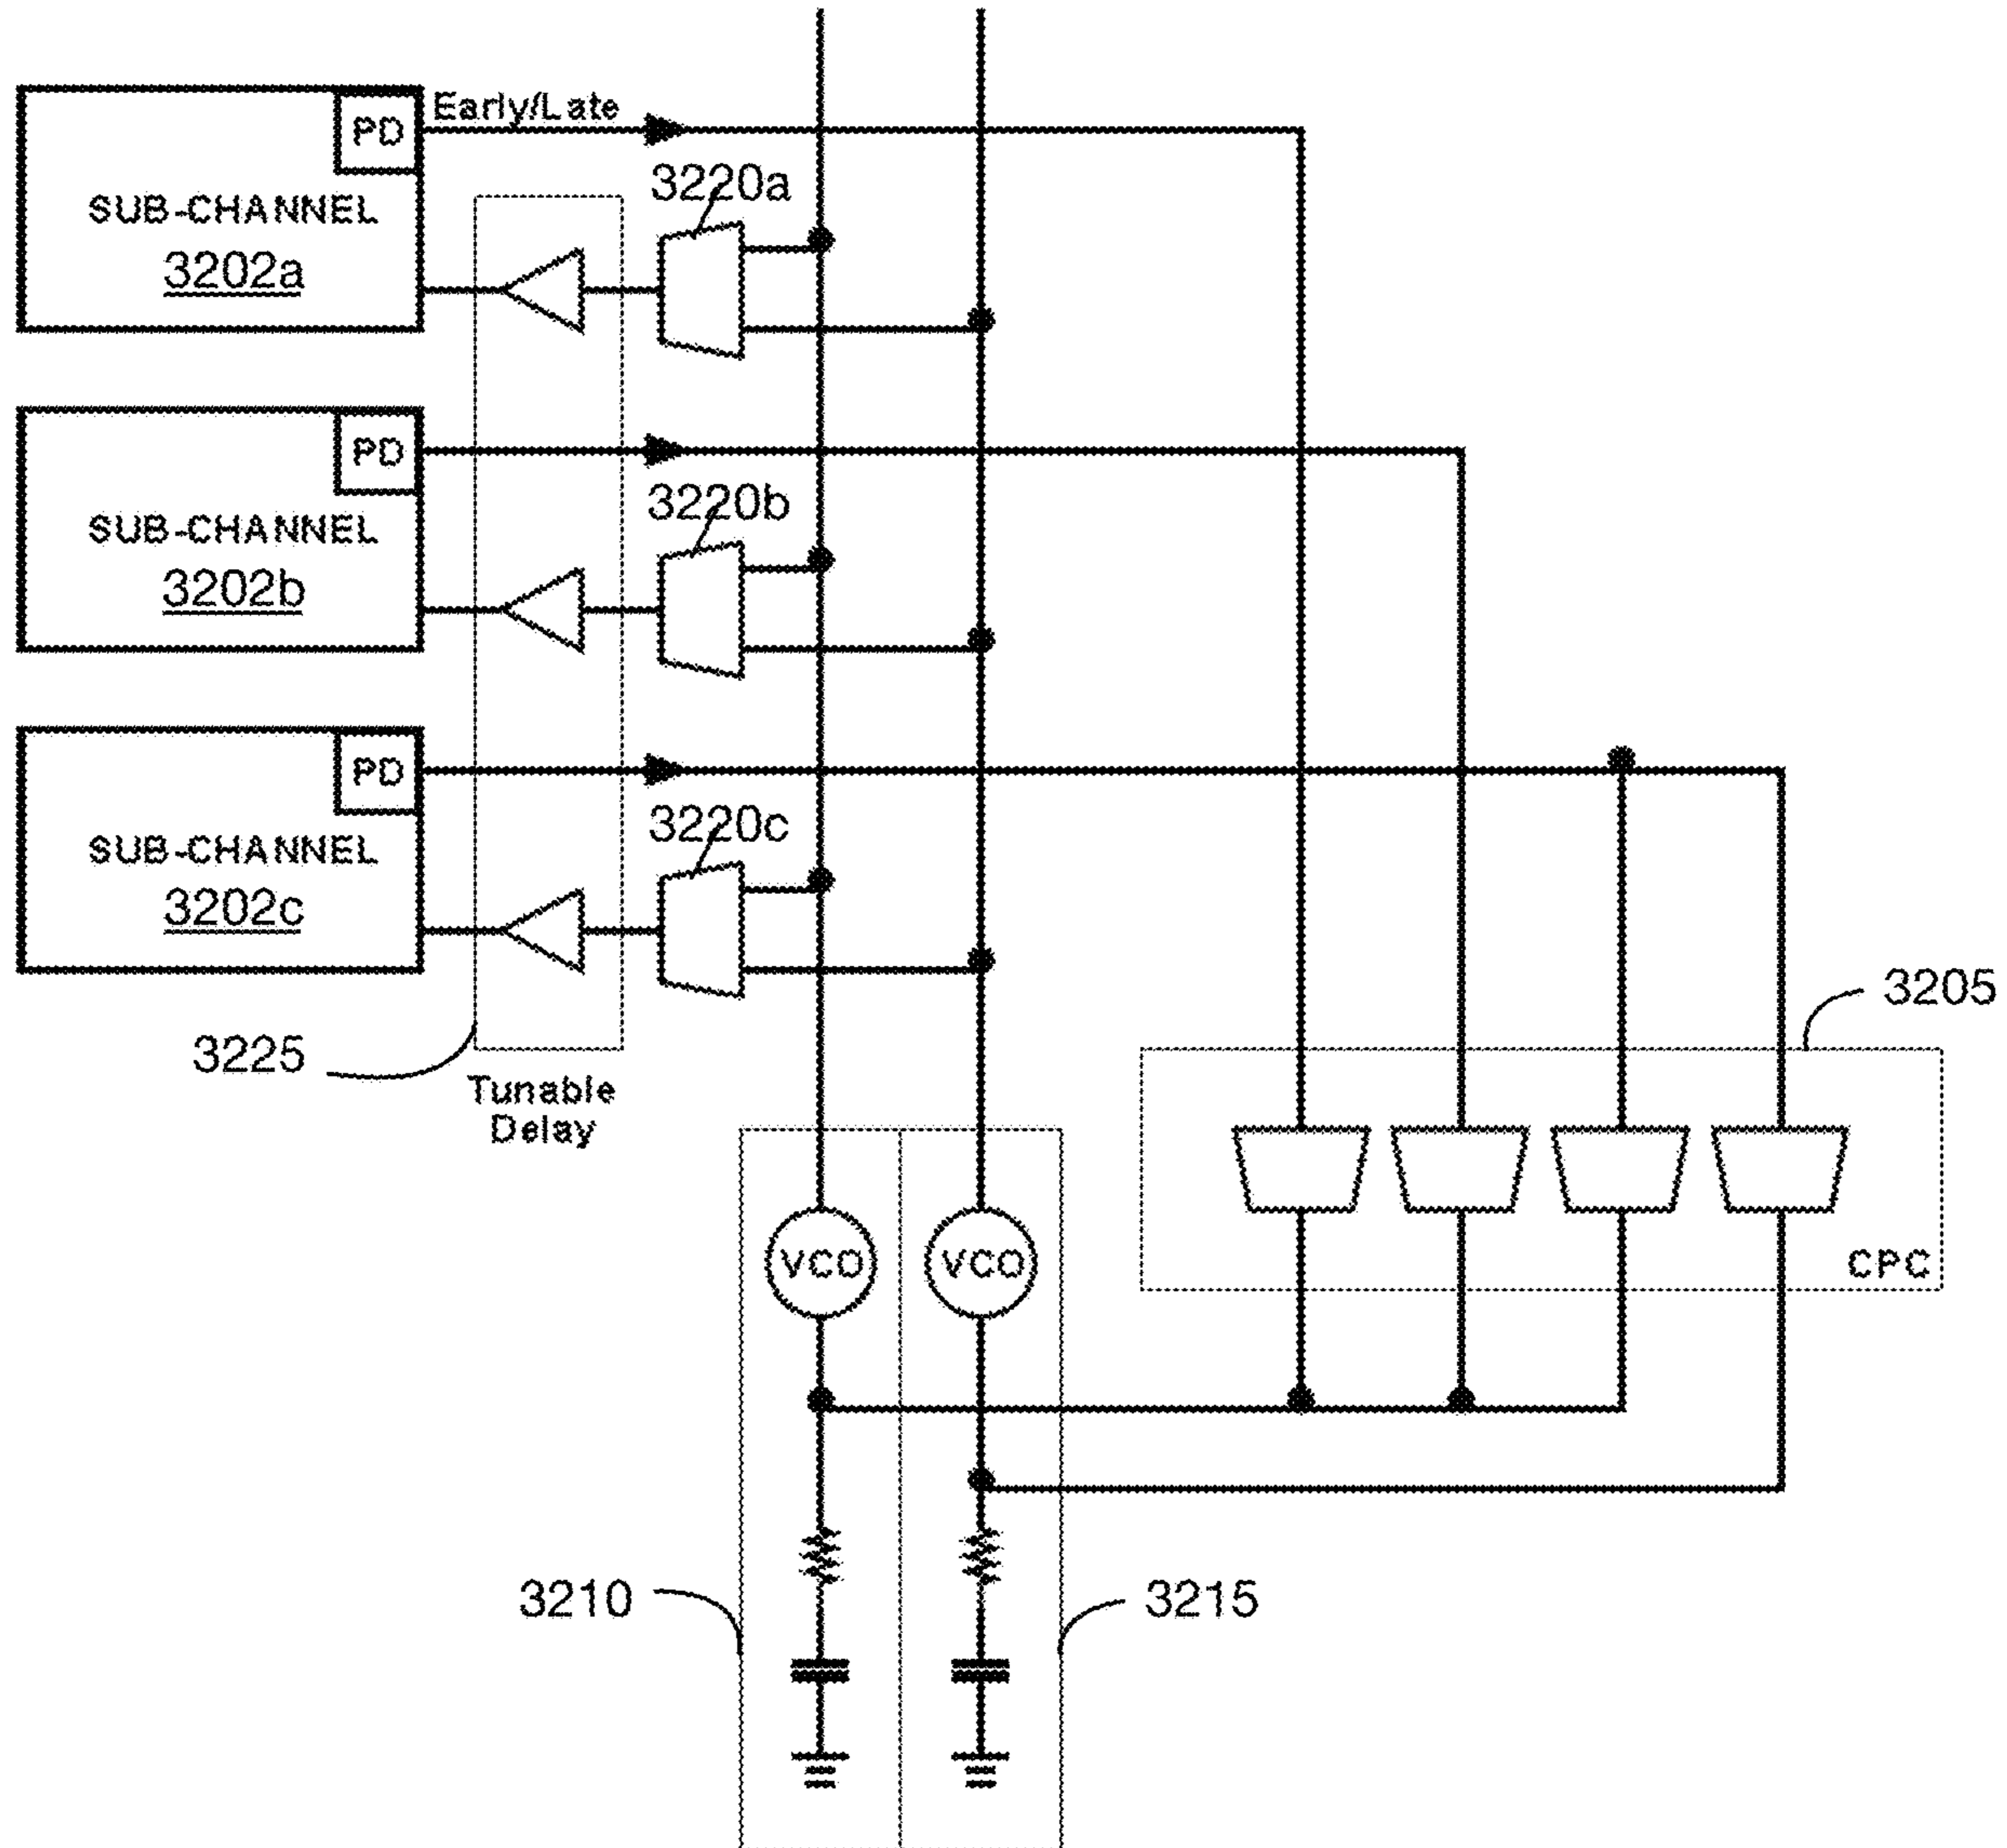 PD
Early/Late
3220a
SUB-CHANNEL
3202a
PD
3220b
SUB-CHANNEL
3202b
PD
3220c
SUB-CHANNEL
3202c
3205
3225
Tunable
Delay
VCO
VCO
CPC
3210
3215